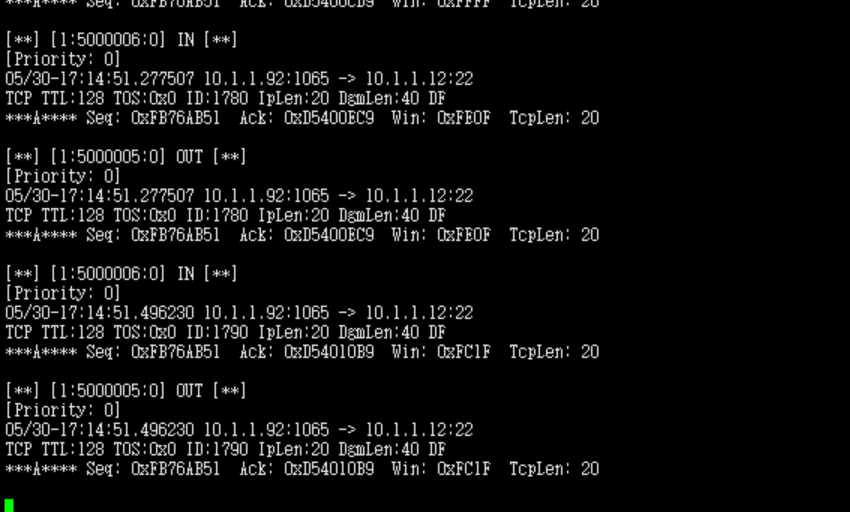 ***A**** Seq: 0xFB76AB51  Ack: 0xD5400CD9  Win: 0xFFFF  TcpLen: 20

[**] [1:5000006:0] IN [**]
[Priority: 0]
05/30-17:14:51.277507 10.1.1.92:1065 -> 10.1.1.12:22
TCP TTL:128 TOS:0x0 ID:1780 IpLen:20 DgmLen:40 DF
***A**** Seq: 0xFB76AB51  Ack: 0xD5400EC9  Win: 0xFE0F  TcpLen: 20

[**] [1:5000005:0] OUT [**]
[Priority: 0]
05/30-17:14:51.277507 10.1.1.92:1065 -> 10.1.1.12:22
TCP TTL:128 TOS:0x0 ID:1780 IpLen:20 DgmLen:40 DF
***A**** Seq: 0xFB76AB51  Ack: 0xD5400EC9  Win: 0xFE0F  TcpLen: 20

[**] [1:5000006:0] IN [**]
[Priority: 0]
05/30-17:14:51.496230 10.1.1.92:1065 -> 10.1.1.12:22
TCP TTL:128 TOS:0x0 ID:1790 IpLen:20 DgmLen:40 DF
***A**** Seq: 0xFB76AB51  Ack: 0xD54010B9  Win: 0xFC1F  TcpLen: 20

[**] [1:5000005:0] OUT [**]
[Priority: 0]
05/30-17:14:51.496230 10.1.1.92:1065 -> 10.1.1.12:22
TCP TTL:128 TOS:0x0 ID:1790 IpLen:20 DgmLen:40 DF
***A**** Seq: 0xFB76AB51  Ack: 0xD54010B9  Win: 0xFC1F  TcpLen: 20